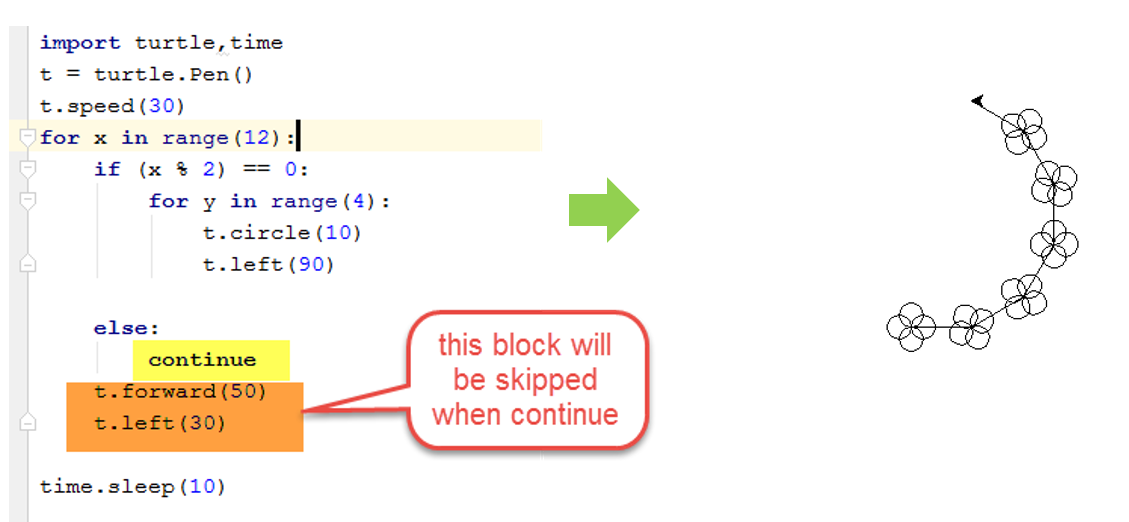 import turtle,time
t = turtle.Pen()
t.speed(30)
for x in range(12):
    if (x % 2) == 0:
        for y in range(4):
            t.circle(10)
            t.left(90)
    else:
        continue
    t.forward(50)
    t.left(30)
time.sleep(10)
this block will
be skipped
when continue